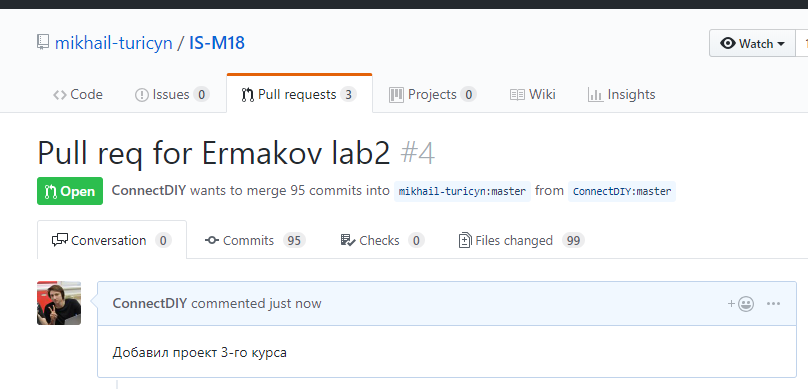 mikhail-turicyn / IS-M18
Watch
Code Issues 0 Pull requests 3 Projects 0 Wiki Insights
Pull req for Ermakov lab2 #4
Open ConnectDIY wants to merge 95 commits into mikhail-turicyn:master from ConnectDIY:master
Conversation 0 Commits 95 Checks 0 Files changed 99
ConnectDIY commented just now
Добавил проект 3-го курса